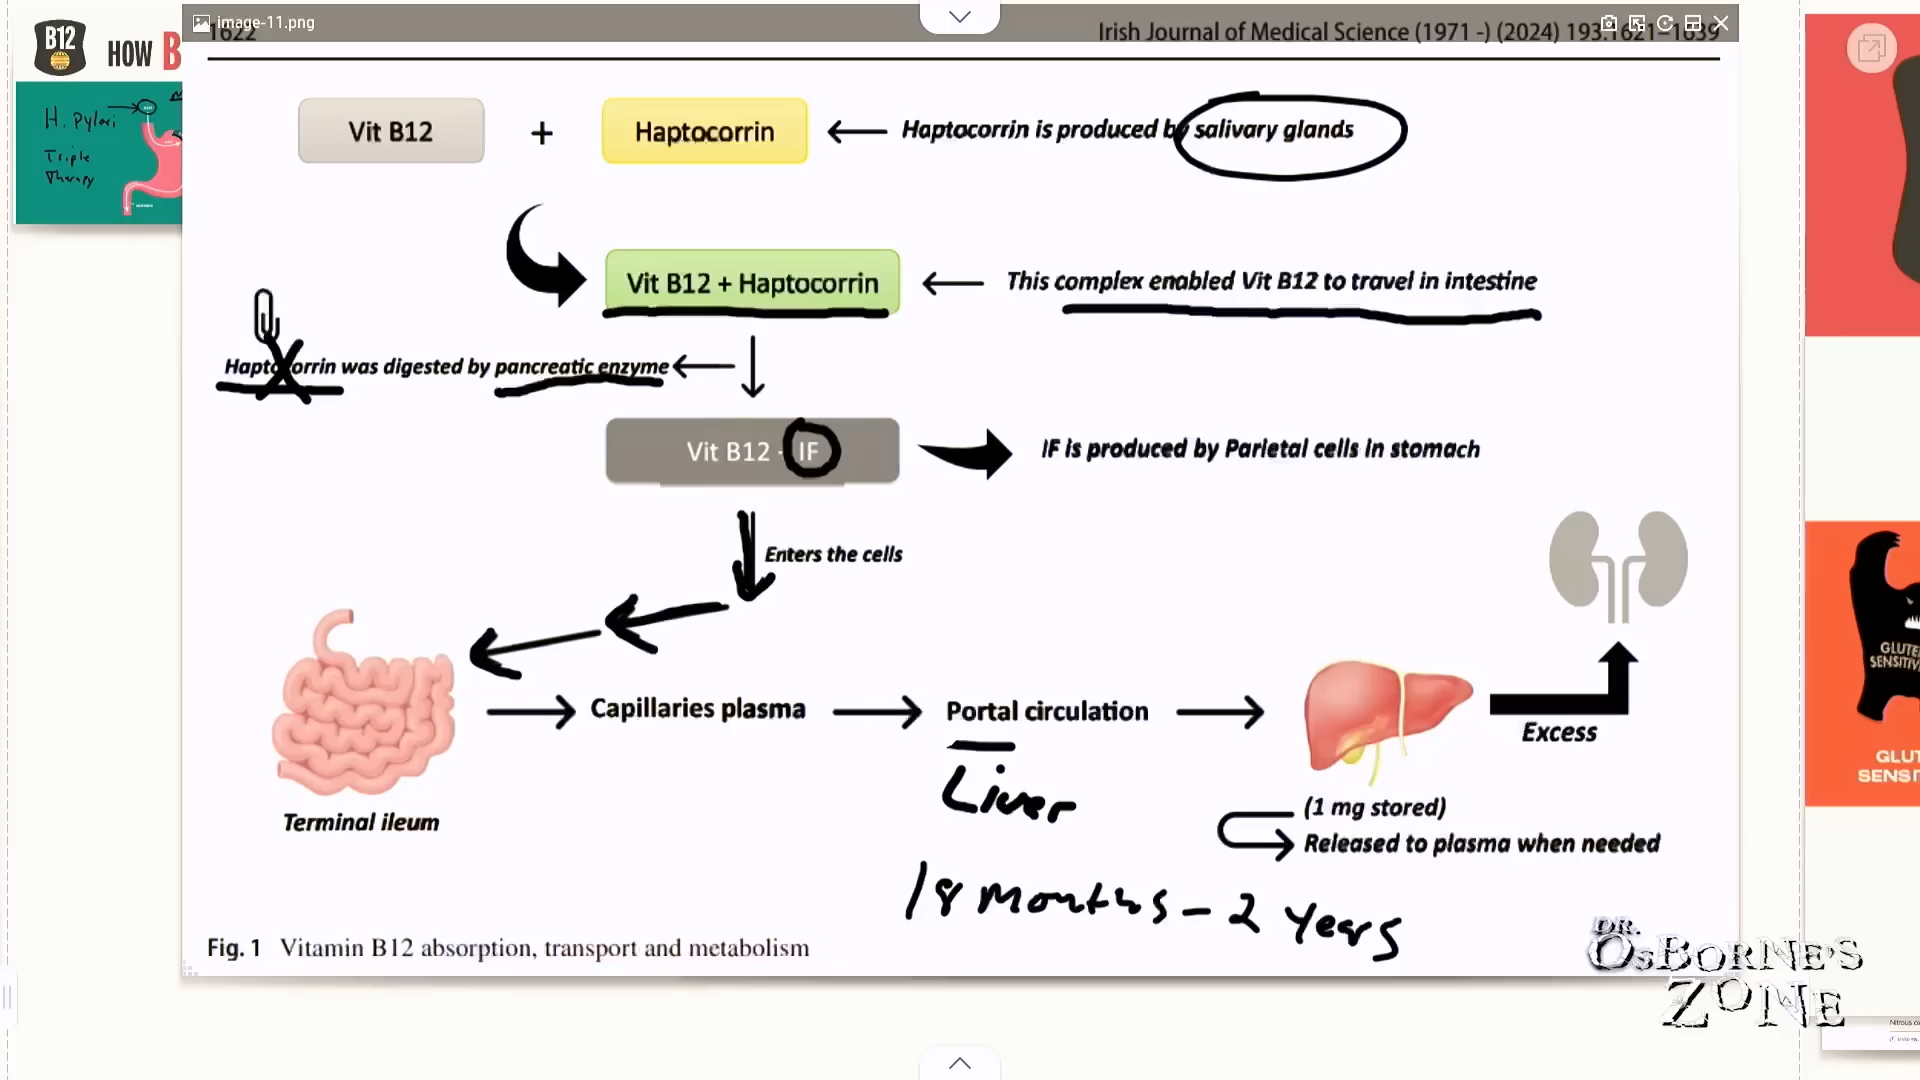 image-11.png
1622
Irish Journal of Medical Science (1971 -) (2024) 193:1621–1639
B12
HOW B
H. Pylori
Triple
Therapy
Vit B12
+
Haptocorrin
Haptocorrin is produced by salivary glands
Vit B12 + Haptocorrin
This complex enabled Vit B12 to travel in intestine
Haptocorrin was digested by pancreatic enzyme
Vit B12 - IF
IF is produced by Parietal cells in stomach
Enters the cells
GLUTE
SENSITIV
Capillaries plasma
Portal circulation
Excess
GLUT
SENSIT
Liver
Terminal ileum
(1 mg stored)
Released to plasma when needed
18 Months - 2 Years
Fig. 1 Vitamin B12 absorption, transport and metabolism
DR.
OSBORNE'S
ZONE